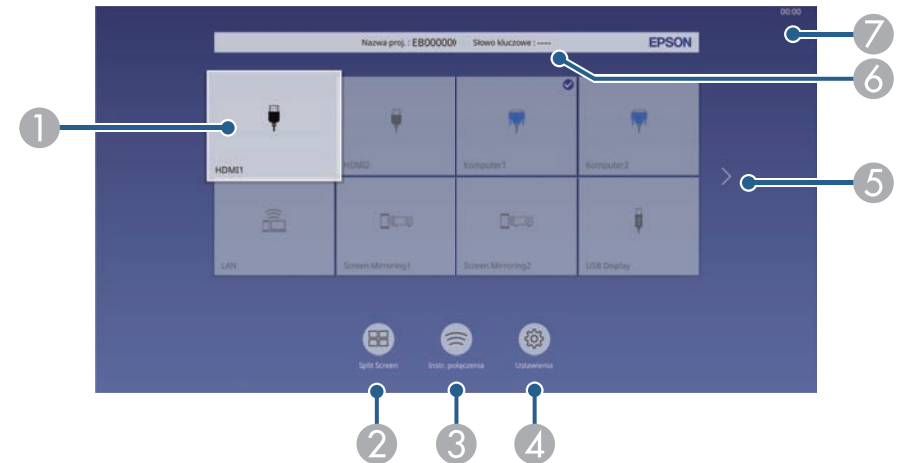 00:00
7
Nazwa proj. : EB000000 Słowo kluczowe : ----- EPSON
6
1
HDMI1 HDMI2 Komputer1 Komputer2
5
LAN Screen Mirroring1 Screen Mirroring2 USB Display
Split Screen Instr. połączenia Ustawienia
2 3 4